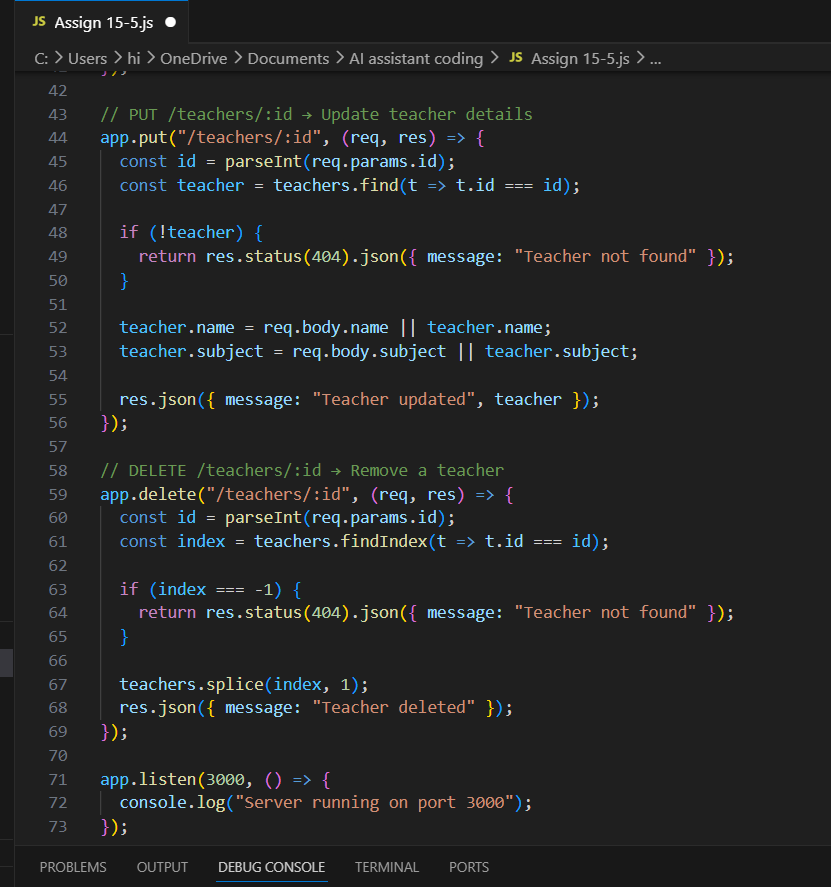 JS Assign 15-5.js ●
C: > Users > hi > OneDrive > Documents > AI assistant coding > JS Assign 15-5.js > ...
42
43 // PUT /teachers/:id → Update teacher details
44 app.put("/teachers/:id", (req, res) => {
45   const id = parseInt(req.params.id);
46   const teacher = teachers.find(t => t.id === id);
47
48   if (!teacher) {
49     return res.status(404).json({ message: "Teacher not found" });
50   }
51
52   teacher.name = req.body.name || teacher.name;
53   teacher.subject = req.body.subject || teacher.subject;
54
55   res.json({ message: "Teacher updated", teacher });
56 });
57
58 // DELETE /teachers/:id → Remove a teacher
59 app.delete("/teachers/:id", (req, res) => {
60   const id = parseInt(req.params.id);
61   const index = teachers.findIndex(t => t.id === id);
62
63   if (index === -1) {
64     return res.status(404).json({ message: "Teacher not found" });
65   }
66
67   teachers.splice(index, 1);
68   res.json({ message: "Teacher deleted" });
69 });
70
71 app.listen(3000, () => {
72   console.log("Server running on port 3000");
73 });
PROBLEMS OUTPUT DEBUG CONSOLE TERMINAL PORTS